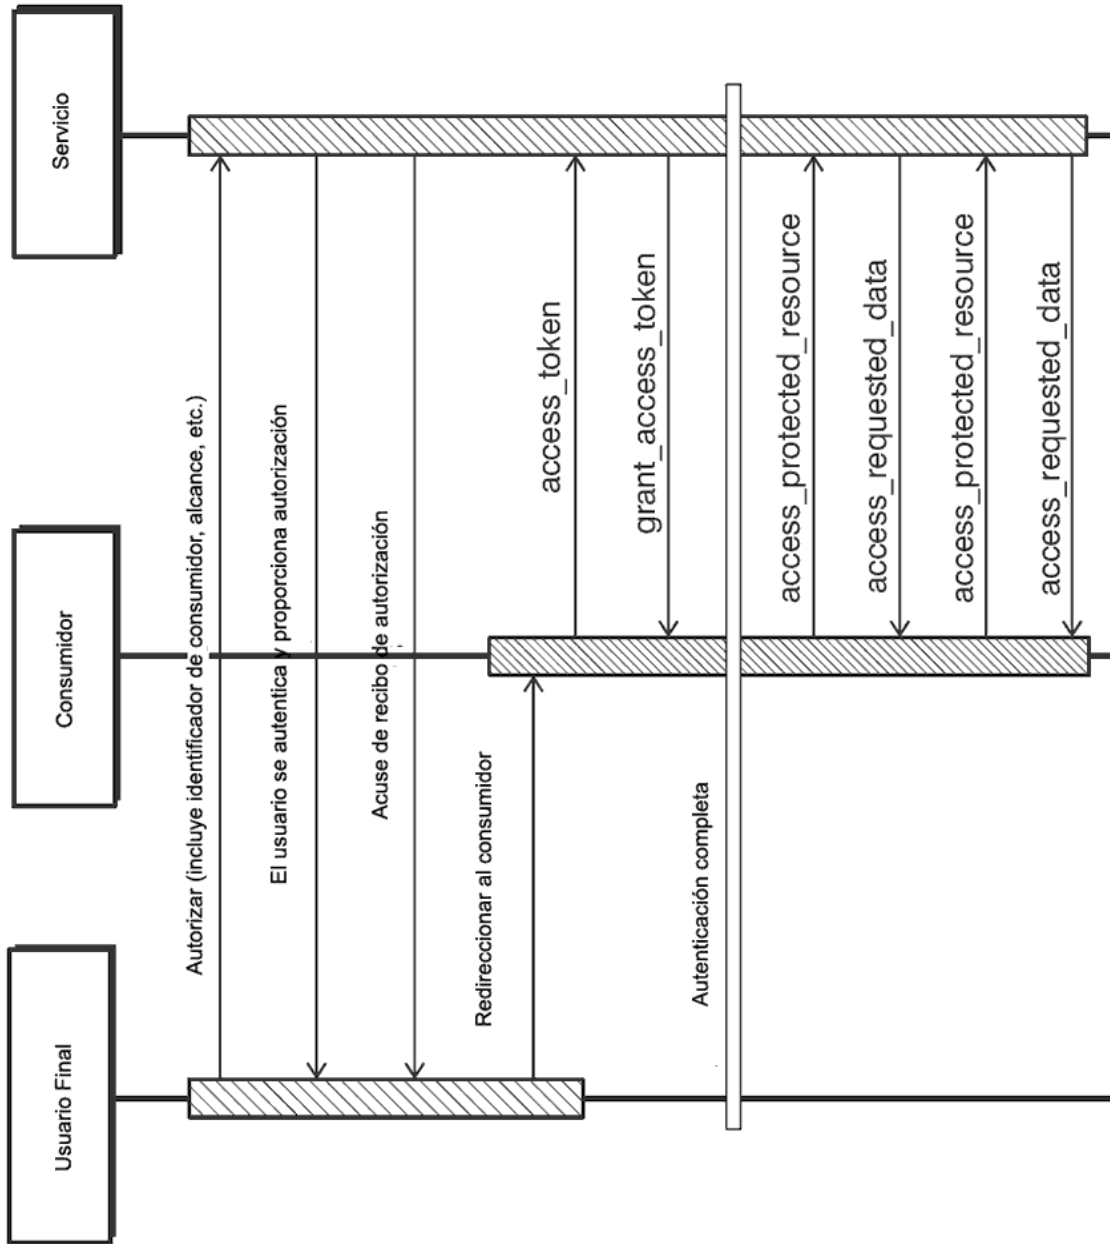 Usuario Final
Consumidor
Servicio
Autorizar (incluye identificador de consumidor, alcance, etc.)
El usuario se autentica y proporciona autorización
Acuse de recibo de autorización
Redireccionar al consumidor
access_token
grant_access_token
Autenticación completa
access_protected_resource
access_requested_data
access_protected_resource
access_requested_data